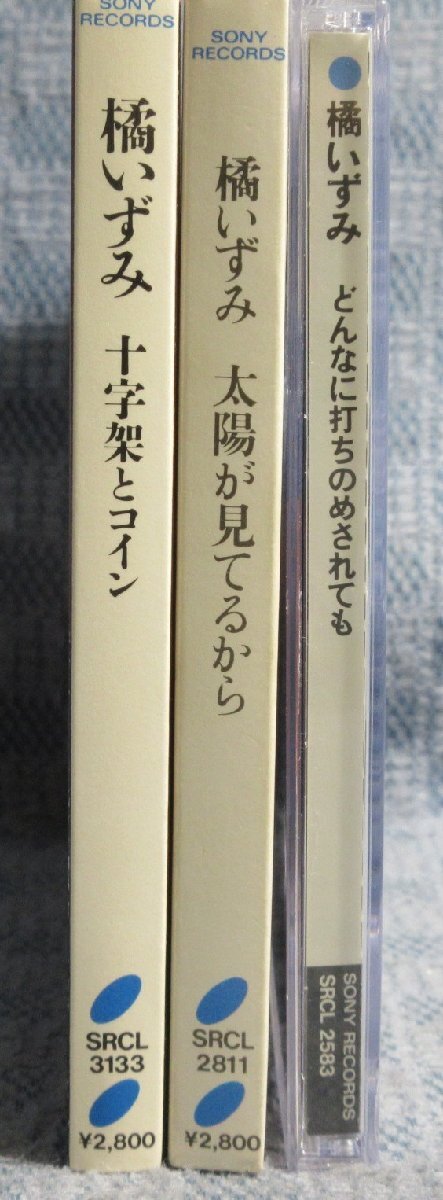 SONY
RECORDS
橘いずみ 十字架とコイン
SRCL
3133
¥2,800
SONY
RECORDS
橘いずみ 太陽が見てるから
SRCL
2811
¥2,800
橘いずみ どんなに打ちのめされても
SONY RECORDS
SRCL 2583